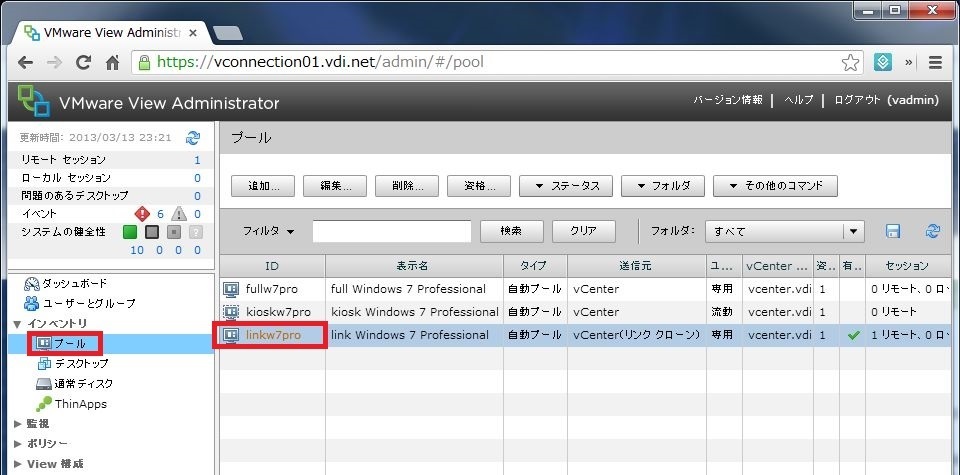 VMware View Administr
https://vconnection01.vdi.net/admin/#/pool
VMware View Administrator
バージョン情報 | ヘルプ | ログアウト (vadmin)
更新時間: 2013/03/13 23:21
リモート セッション 1
ローカル セッション 0
問題のあるデスクトップ 0
イベント 6 0
システムの健全性 ?
10 0 0 0
ダッシュボード
ユーザーとグループ
インベントリ
プール
デスクトップ
通常ディスク
ThinApps
監視
ポリシー
View 構成
プール
追加... 編集... 削除... 資格... ステータス フォルダ その他のコマンド
フィルタ 検索 クリア フォルダ: すべて
ID 表示名 タイプ 送信元 ユ... vCenter ... 資... 有... セッション
fullw7pro full Windows 7 Professional 自動プール vCenter 専用 vcenter.vdi 1 0 リモート、0 ロ
kioskw7pro kiosk Windows 7 Professional 自動プール vCenter 流動 vcenter.vdi 1 0 リモート
linkw7pro link Windows 7 Professional 自動プール vCenter(リンク クローン) 専用 vcenter.vdi 1 1 リモート、0 ロ